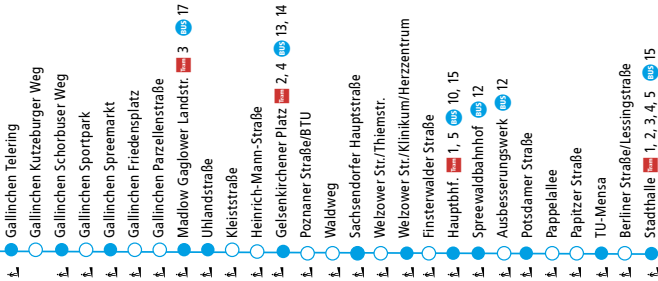 Gallinchen Telering
Gallinchen Kutzeburger Weg
Gallinchen Schorbuser Weg
Gallinchen Sportpark
Gallinchen Spreemarkt
Gallinchen Friedensplatz
Gallinchen Parzellenstraße
Madlow Gaglower Landstr. Tram 3 BUS 17
Uhlandstraße
Kleiststraße
Heinrich-Mann-Straße
Gelsenkirchener Platz Tram 2, 4 BUS 13, 14
Poznaner Straße/BTU
Waldweg
Sachsendorfer Hauptstraße
Welzower Str./Thiemstr.
Welzower Str./Klinikum/Herzzentrum
Finsterwalder Straße
Hauptbhf. Tram 1, 5 BUS 10, 15
Spreewaldbahnhof BUS 12
Ausbesserungswerk BUS 12
Potsdamer Straße
Pappelallee
Papitzer Straße
TU-Mensa
Berliner Straße/Lessingstraße
Stadthalle Tram 1, 2, 3, 4, 5 BUS 15